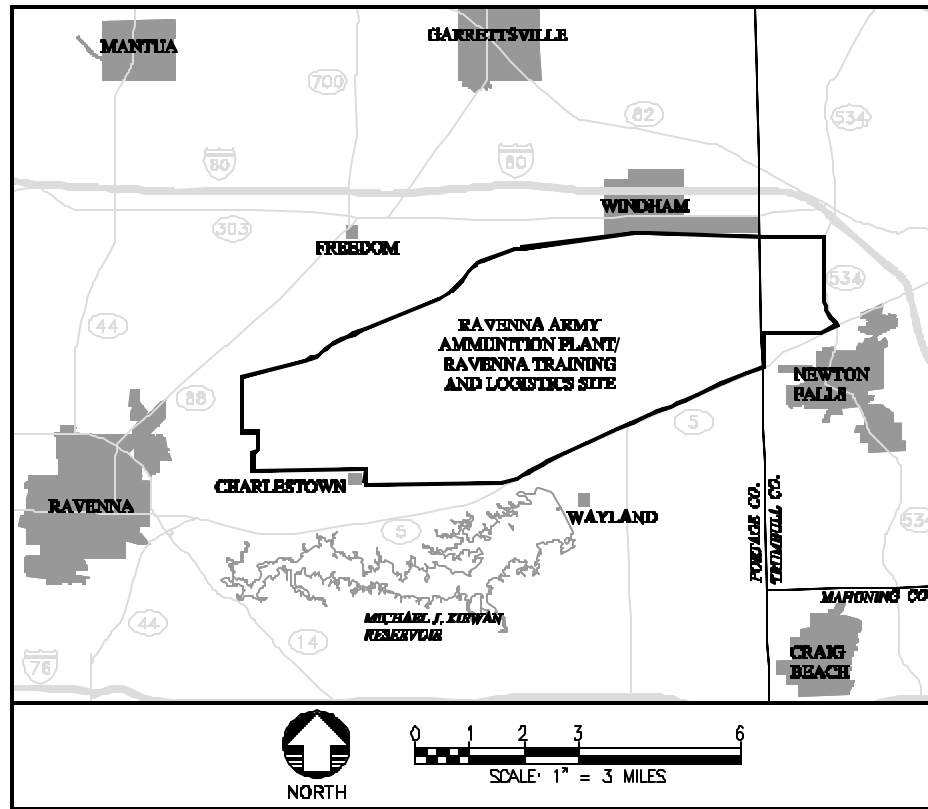 MANTUA
GARRETTSVILLE
700
82
534
80
80
WINDHAM
303
FREEDOM
534
44
RAVENNA ARMY
AMMUNITION PLANT/
RAVENNA TRAINING
AND LOGISTICS SITE
NEWTON
FALLS
88
5
CHARLESTOWN
RAVENNA
WAYLAND
5
534
PORTAGE CO.
TRUMBULL CO.
MAHONING CO
MICHAEL J. KIRWAN
RESERVOIR
44
14
76
CRAIG
BEACH
0 1 2 3 6
SCALE: 1" = 3 MILES
NORTH